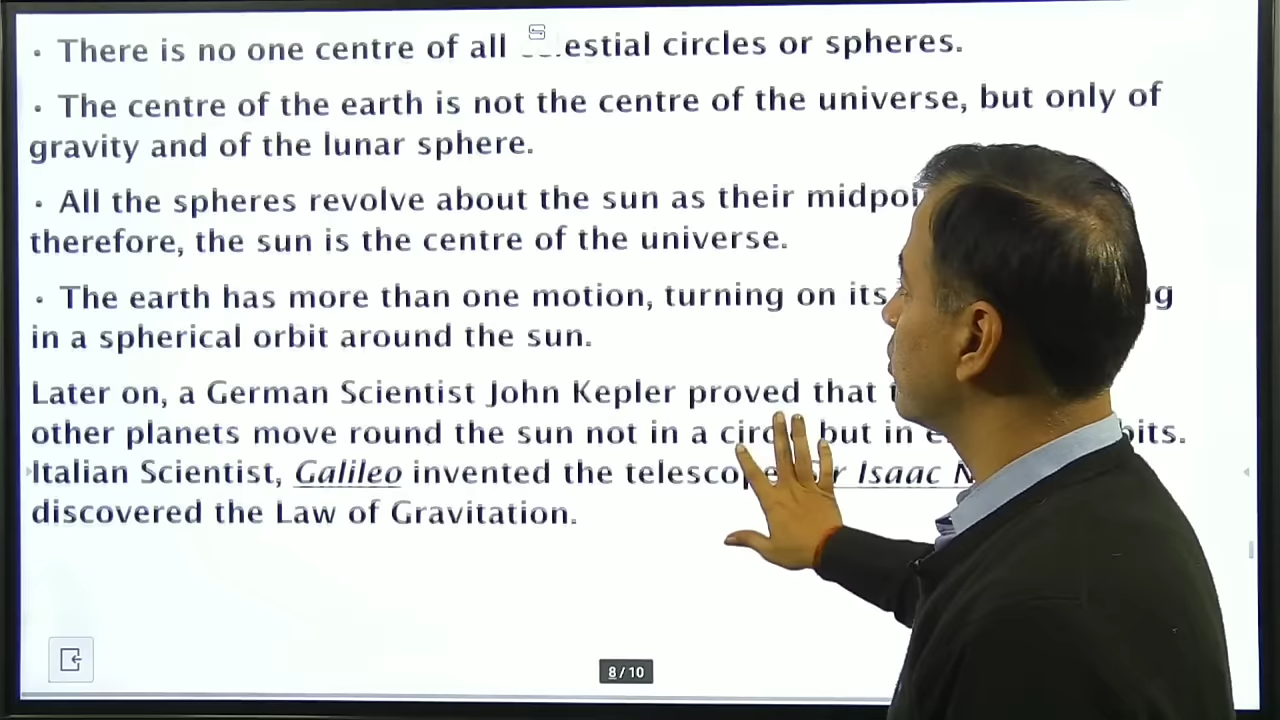 • There is no one centre of all estial circles or spheres.
• The centre of the earth is not the centre of the universe, but only of
gravity and of the lunar sphere.
• All the spheres revolve about the sun as their
therefore, the sun is the centre of the universe.
• The earth has more than one motion, turning on its
in a spherical orbit around the sun.
Later on, a German Scientist John Kepler proved that
other planets move round the sun not in a but in
Italian Scientist, Galileo invented the Isaac
discovered the Law of Gravitation.
8/10